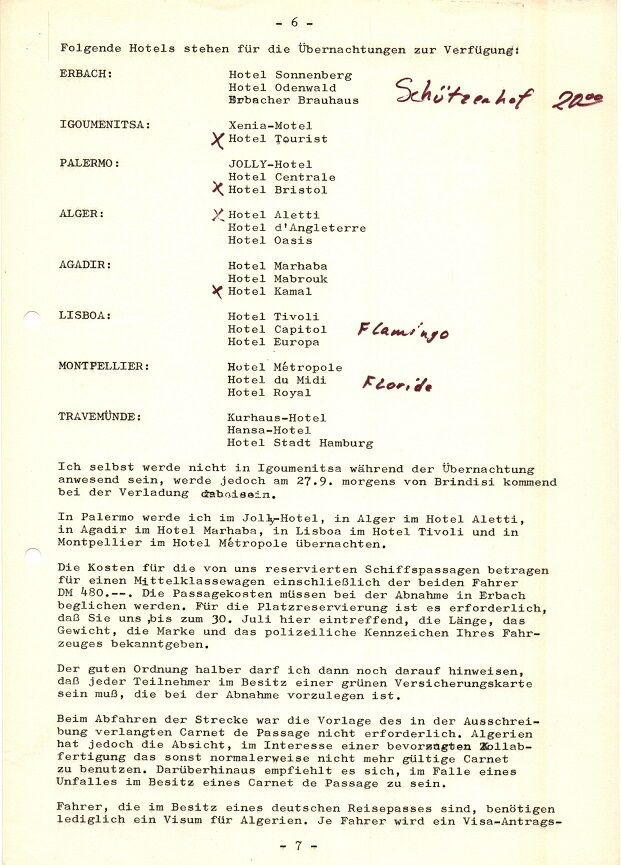 - 6 -
Folgende Hotels stehen für die Übernachtungen zur Verfügung:
ERBACH: Hotel Sonnenberg
Hotel Odenwald
Erbacher Brauhaus
Schützenhof 20⁰⁰
IGOUMENITSA: Xenia-Motel
X Hotel Tourist
PALERMO: JOLLY-Hotel
Hotel Centrale
X Hotel Bristol
ALGER: X Hotel Aletti
Hotel d'Angleterre
Hotel Oasis
AGADIR: Hotel Marhaba
Hotel Mabrouk
X Hotel Kamal
LISBOA: Hotel Tivoli
Hotel Capitol Flamingo
Hotel Europa
MONTPELLIER: Hotel Métropole
Hotel du Midi Floride
Hotel Royal
TRAVEMÜNDE: Kurhaus-Hotel
Hansa-Hotel
Hotel Stadt Hamburg
Ich selbst werde nicht in Igoumenitsa während der Übernachtung
anwesend sein, werde jedoch am 27.9. morgens von Brindisi kommend
bei der Verladung dabeisein.
In Palermo werde ich im Jolly-Hotel, in Alger im Hotel Aletti,
in Agadir im Hotel Marhaba, in Lisboa im Hotel Tivoli und in
Montpellier im Hotel Métropole übernachten.
Die Kosten für die von uns reservierten Schiffspassagen betragen
für einen Mittelklassewagen einschließlich der beiden Fahrer
DM 480.--. Die Passagekosten müssen bei der Abnahme in Erbach
beglichen werden. Für die Platzreservierung ist es erforderlich,
daß Sie uns bis zum 30. Juli hier eintreffend, die Länge, das
Gewicht, die Marke und das polizeiliche Kennzeichen Ihres Fahr-
zeuges bekanntgeben.
Der guten Ordnung halber darf ich dann noch darauf hinweisen,
daß jeder Teilnehmer im Besitz einer grünen Versicherungskarte
sein muß, die bei der Abnahme vorzulegen ist.
Beim Abfahren der Strecke war die Vorlage des in der Ausschrei-
bung verlangten Carnet de Passage nicht erforderlich. Algerien
hat jedoch die Absicht, im Interesse einer bevorzugten Zollab-
fertigung das sonst normalerweise nicht mehr gültige Carnet
zu benutzen. Darüberhinaus empfiehlt es sich, im Falle eines
Unfalles im Besitz eines Carnet de Passage zu sein.
Fahrer, die im Besitz eines deutschen Reisepasses sind, benötigen
lediglich ein Visum für Algerien. Je Fahrer wird ein Visa-Antrags-
- 7 -